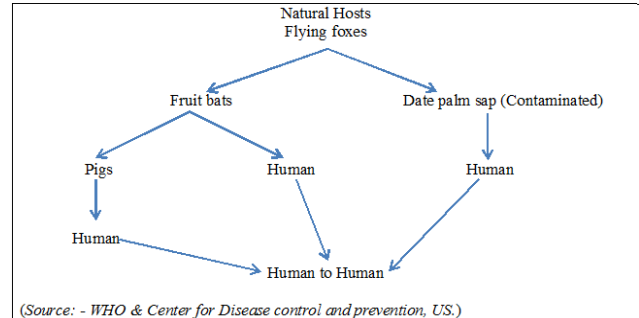 Natural Hosts
Flying foxes
Fruit bats
Date palm sap (Contaminated)
Pigs
Human
Human
Human
Human to Human
(Source: - WHO & Center for Disease control and prevention, US.)